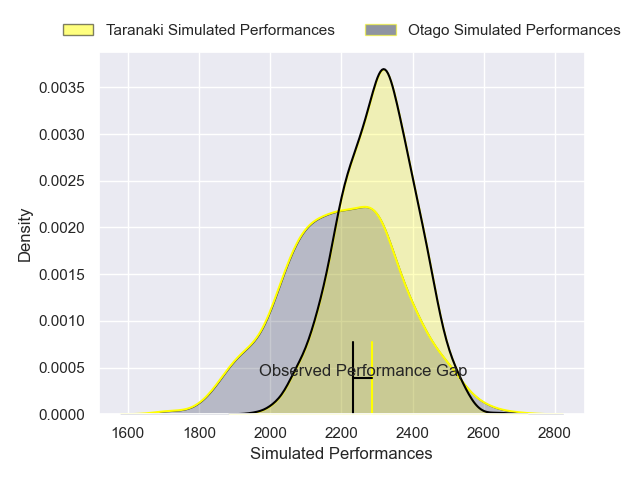 Taranaki Simulated Performances Otago Simulated Performances
0.0035
0.0030
0.0025
0.0020
0.0015
0.0010
0.0005
0.0000
Density
Observed Performance Gap
1600 1800 2000 2200 2400 2600 2800
Simulated Performances